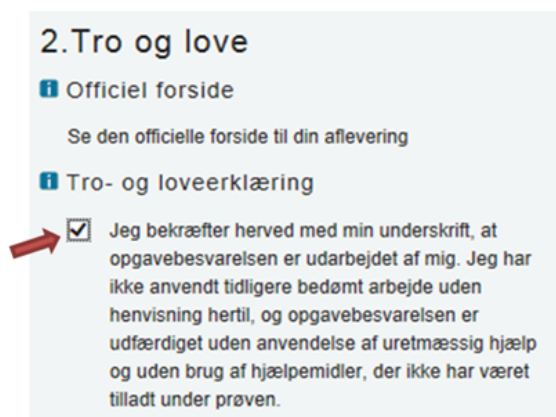 2.Tro og love
Officiel forside
Se den officielle forside til din aflevering
Tro- og loveerklæring
Jeg bekræfter herved med min underskrift, at
opgavebesvarelsen er udarbejdet af mig. Jeg har
ikke anvendt tidligere bedømt arbejde uden
henvisning hertil, og opgavebesvarelsen er
udfærdiget uden anvendelse af uretmæssig hjælp
og uden brug af hjælpemidler, der ikke har været
tilladt under prøven.